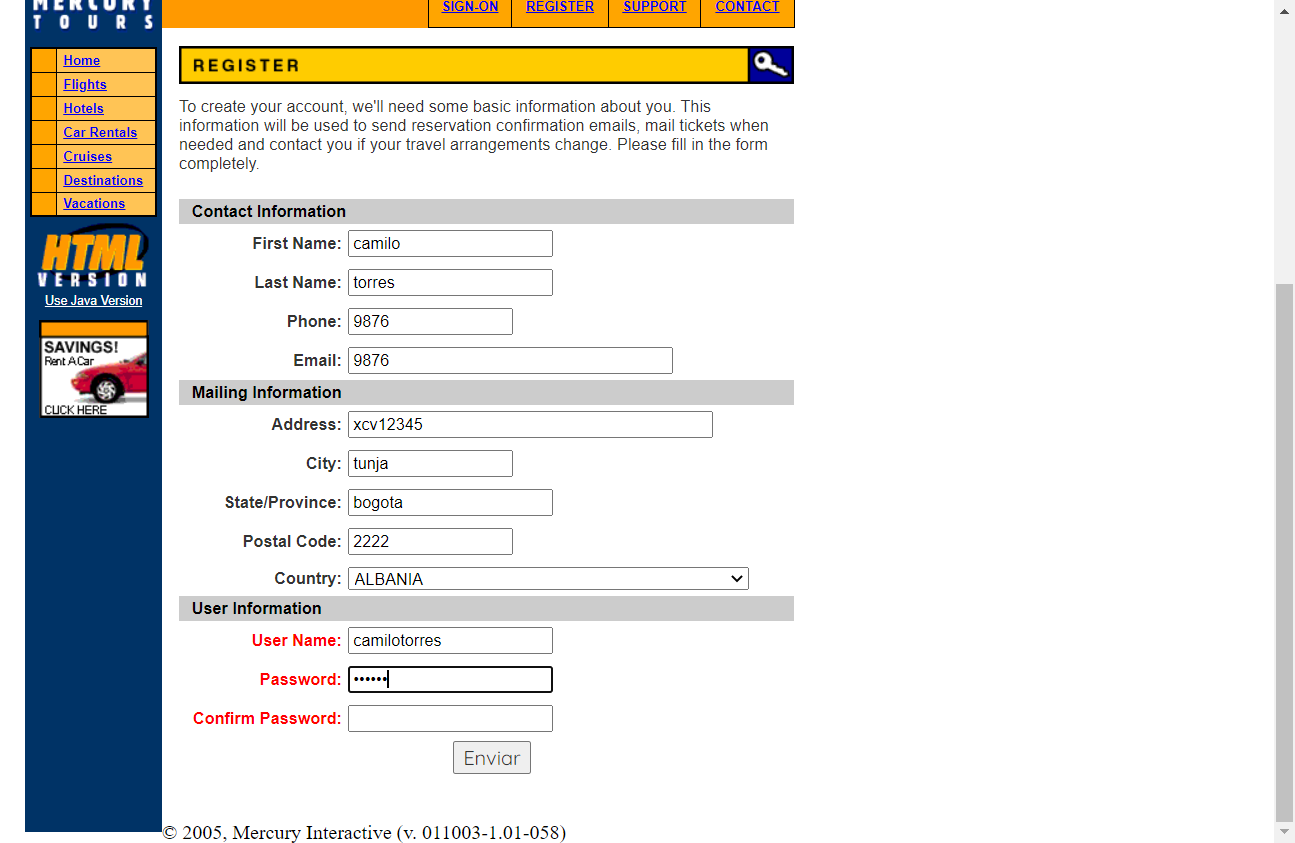 MERCURY
TOURS
SIGN-ON REGISTER SUPPORT CONTACT
Home
Flights
Hotels
Car Rentals
Cruises
Destinations
Vacations
HTML
VERSION
Use Java Version
SAVINGS!
Rent A Car
CLICK HERE
REGISTER
To create your account, we'll need some basic information about you. This
information will be used to send reservation confirmation emails, mail tickets when
needed and contact you if your travel arrangements change. Please fill in the form
completely.
Contact Information
First Name: camilo
Last Name: torres
Phone: 9876
Email: 9876
Mailing Information
Address: xcv12345
City: tunja
State/Province: bogota
Postal Code: 2222
Country: ALBANIA
User Information
User Name: camilotorres
Password: ••••••
Confirm Password:
Enviar
© 2005, Mercury Interactive (v. 011003-1.01-058)